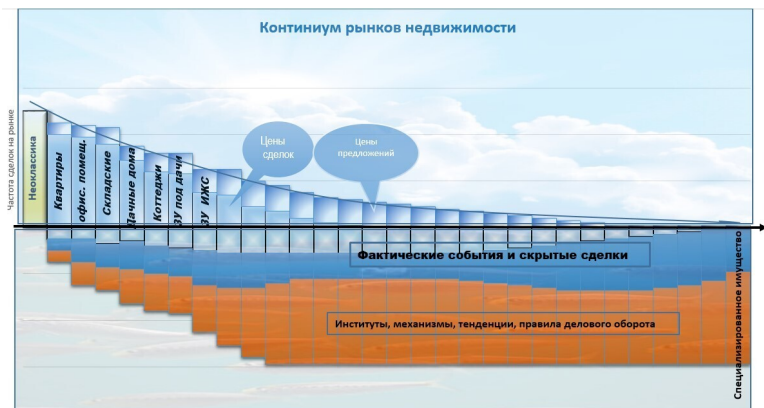 Континиум рынков недвижимости
Частота сделок на рынке
Неоклассика
Квартиры
офис. помещ.
Складские
Дачные дома
Коттеджи
ЗУ под дачи
ЗУ ИЖС
Цены
сделок
Цены
предложений
Фактические события и скрытые сделки
Институты, механизмы, тенденции, правила делового оборота
Специализированное имущество